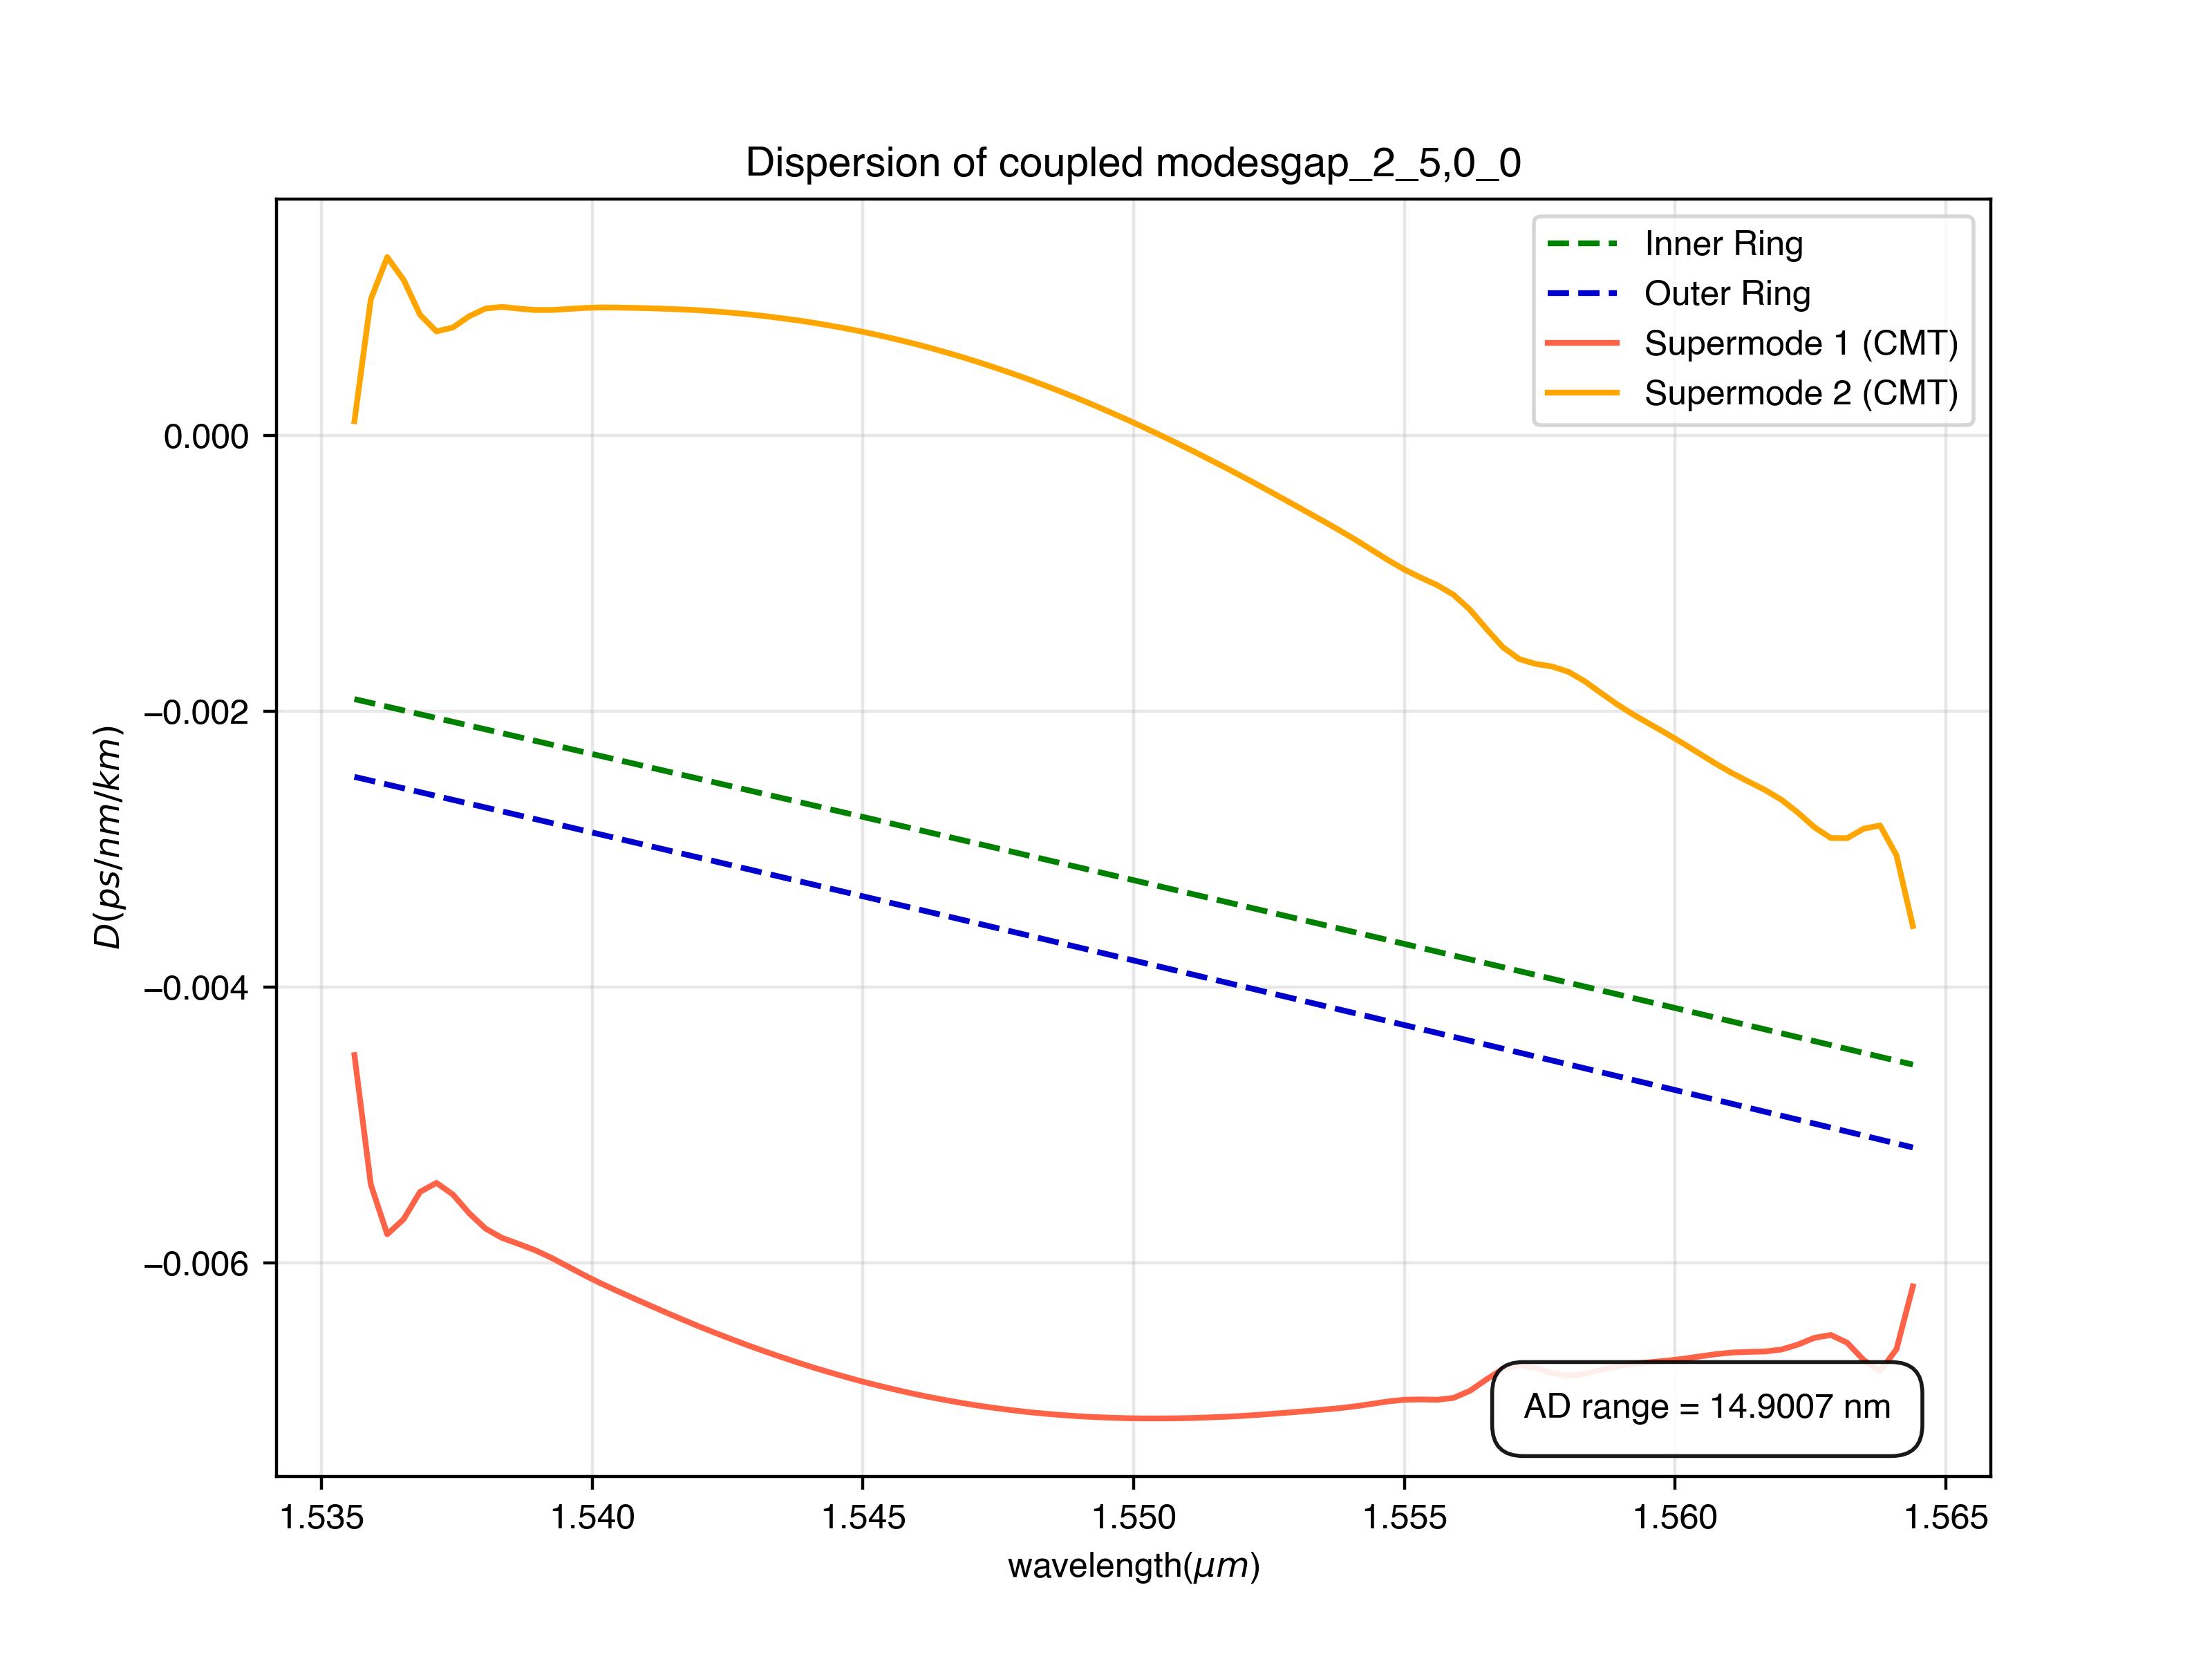 Dispersion of coupled modesgap_2_5,0_0
Inner Ring
Outer Ring
Supermode 1 (CMT)
Supermode 2 (CMT)
0.000
−0.002
−0.004
−0.006
D(ps/nm/km)
AD range = 14.9007 nm
1.535 1.540 1.545 1.550 1.555 1.560 1.565
wavelength(μm)